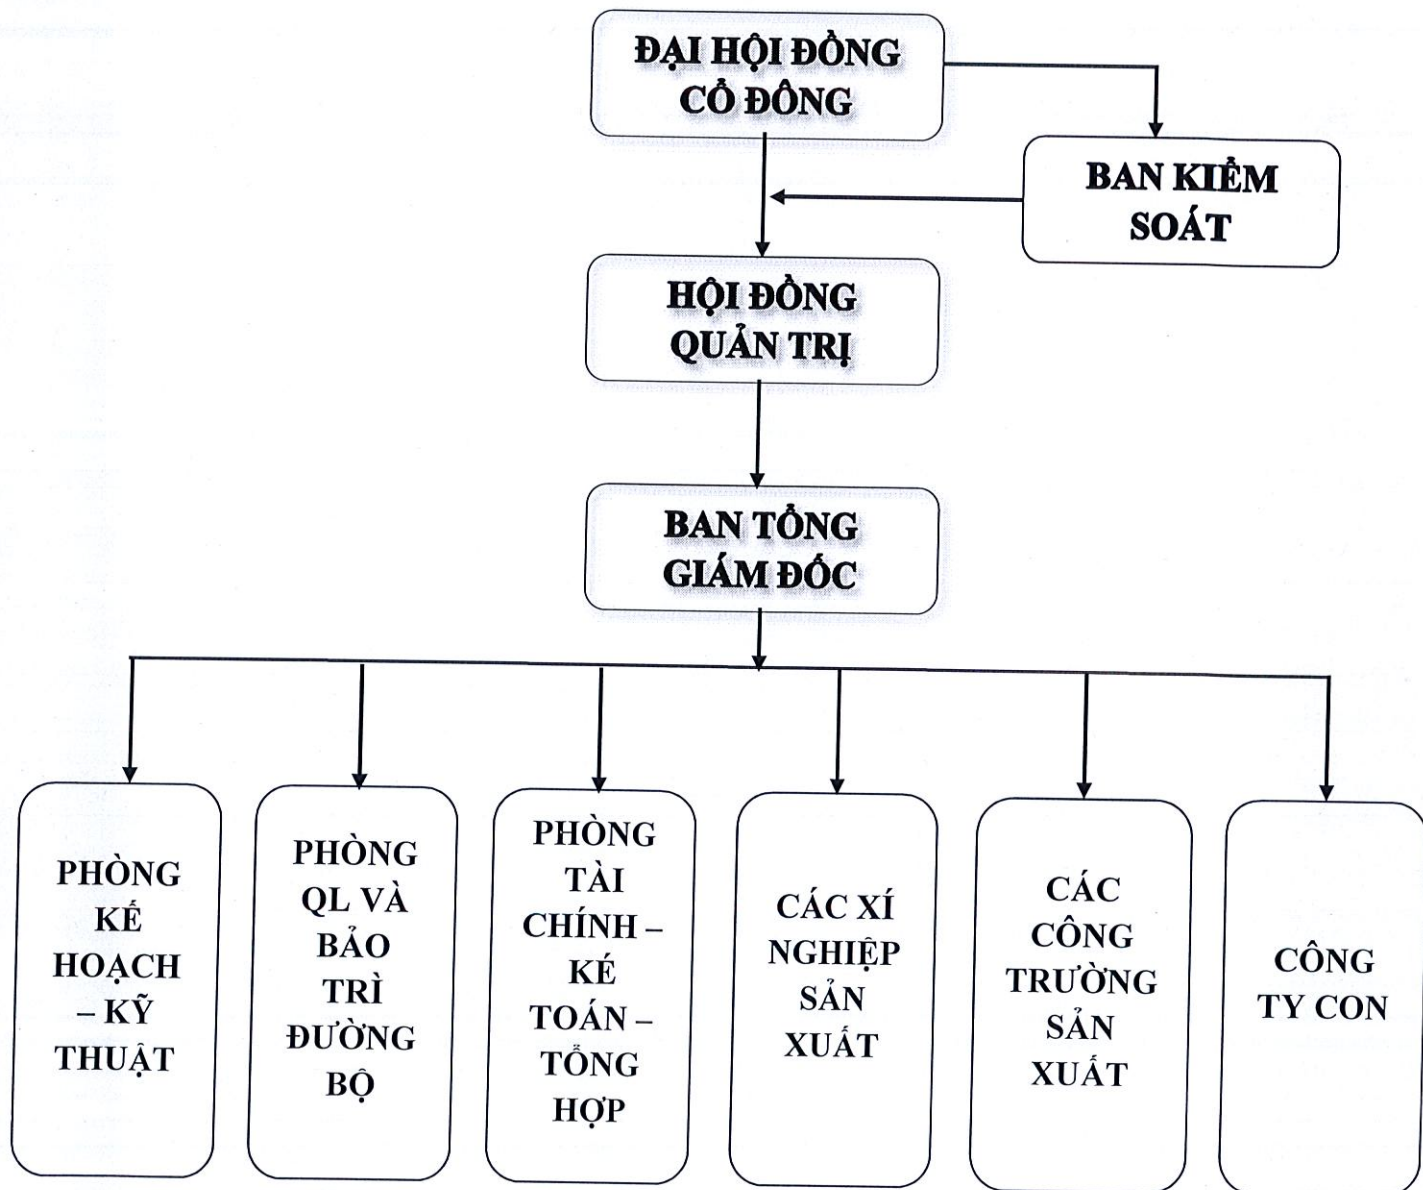 ĐẠI HỘI ĐỒNG
CỔ ĐÔNG
BAN KIỂM
SOÁT
HỘI ĐỒNG
QUẢN TRỊ
BAN TỔNG
GIÁM ĐỐC
PHÒNG
KẾ
HOẠCH
– KỸ
THUẬT
PHÒNG
QL VÀ
BẢO
TRÌ
ĐƯỜNG
BỘ
PHÒNG
TÀI
CHÍNH –
KÉ
TOÁN –
TỔNG
HỢP
CÁC XÍ
NGHIỆP
SẢN
XUẤT
CÁC
CÔNG
TRƯỜNG
SẢN
XUẤT
CÔNG
TY CON